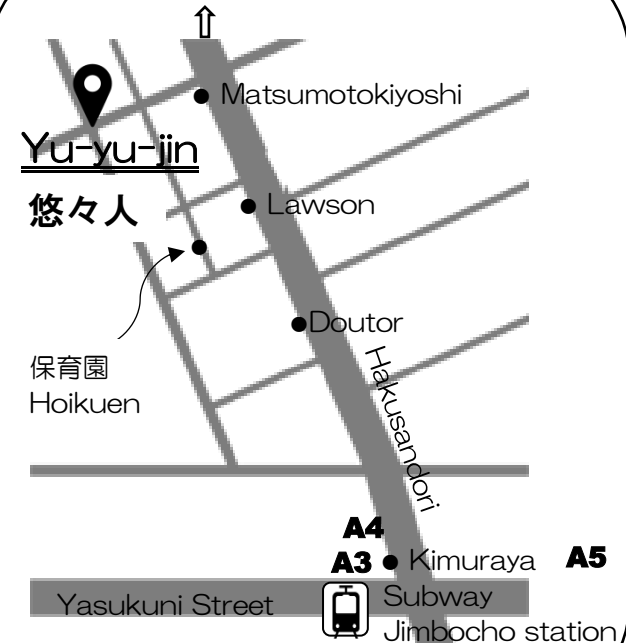 Matsumotokiyoshi
Yu-yu-jin
悠々人
Lawson
Doutor
保育園
Hoikuen
Hakusandori
A4
A3
Kimuraya
A5
Yasukuni Street
Subway
Jimbocho station/